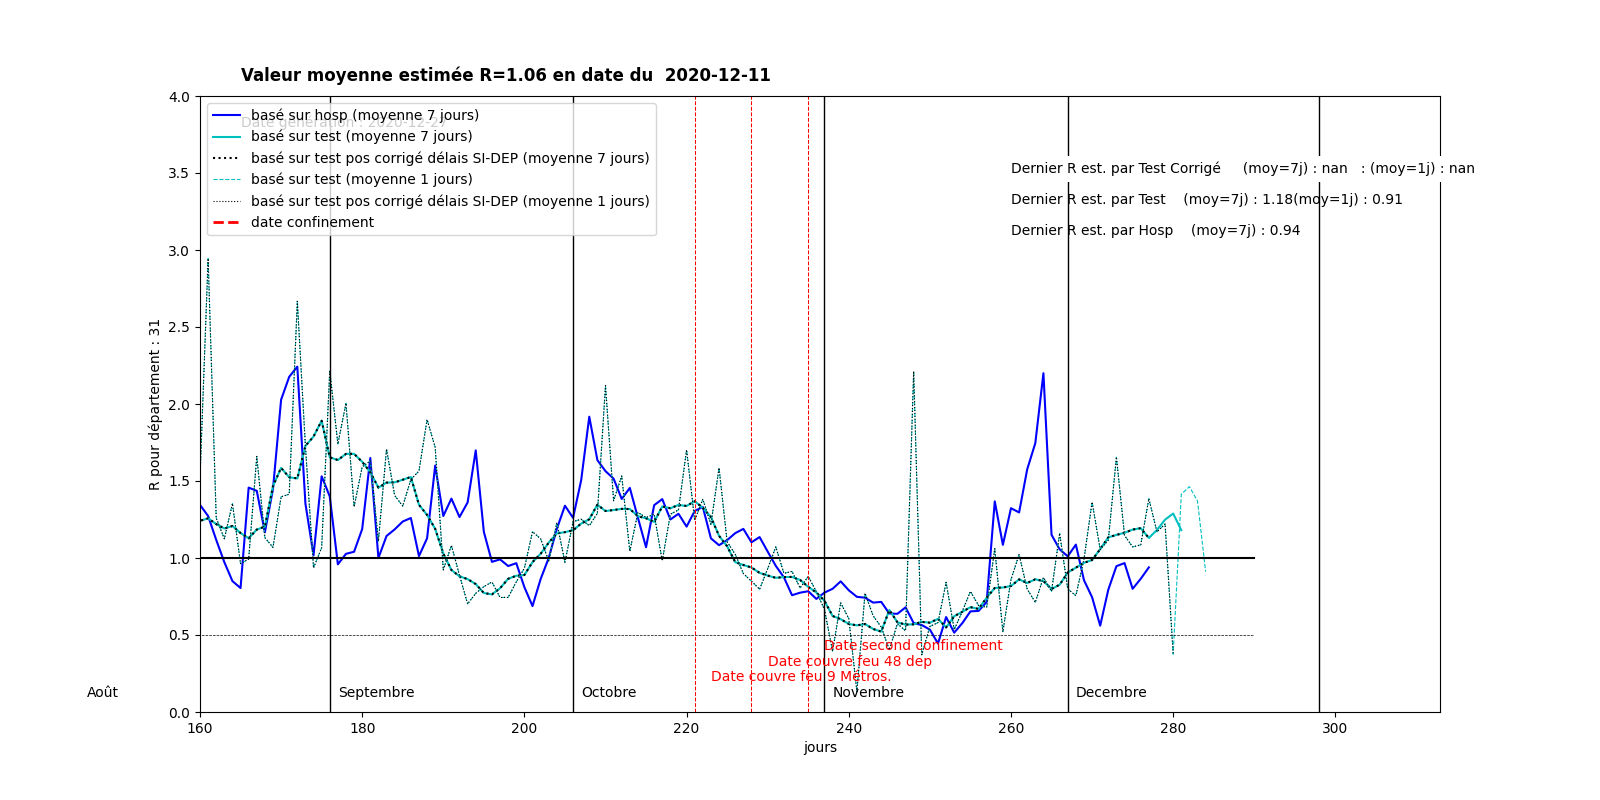 Valeur moyenne estimée R=1.06 en date du  2020-12-11
4.0
basé sur hosp (moyenne 7 jours)
Date génération : 2020-12-27
basé sur test (moyenne 7 jours)
basé sur test pos corrigé délais SI-DEP (moyenne 7 jours)
basé sur test (moyenne 1 jours)
basé sur test pos corrigé délais SI-DEP (moyenne 1 jours)
date confinement
Dernier R est. par Test Corrigé     (moy=7j) : nan   : (moy=1j) : nan
Dernier R est. par Test    (moy=7j) : 1.18(moy=1j) : 0.91
Dernier R est. par Hosp    (moy=7j) : 0.94
3.5
3.0
2.5
2.0
1.5
1.0
0.5
0.0
R pour département : 31
Date second confinement
Date couvre feu 48 dep
Date couvre feu 9 Métros.
Août Septembre Octobre Novembre Decembre
160 180 200 220 240 260 280 300
jours